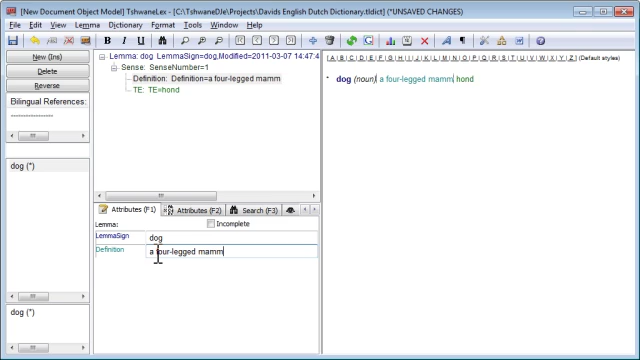 [New Document Object Model] TshwaneLex - [C:\TshwaneDJe\Projects\Davids English Dutch Dictionary.tldict] (*UNSAVED CHANGES)
File Edit View Lemma Dictionary Format Tools Window Help
B I U
New (Ins)
Delete
Reverse
Bilingual References:
dog (*)
dog (*)
Lemma: dog LemmaSign=dog,Modified=2011-03-07 14:47:4
Sense: SenseNumber=1
Definition: Definition=a four-legged mamm
TE: TE=hond
Attributes (F1) Attributes (F2) Search (F3)
Lemma: Incomplete
LemmaSign dog
Definition a four-legged mamm
[ A | B | C | D | E | F | G | H | I | J | K | L | M | N | O | P | Q | R | S | T | U | V | W | X | Y | Z ] (Default styles)
dog (noun) a four-legged mamm hond